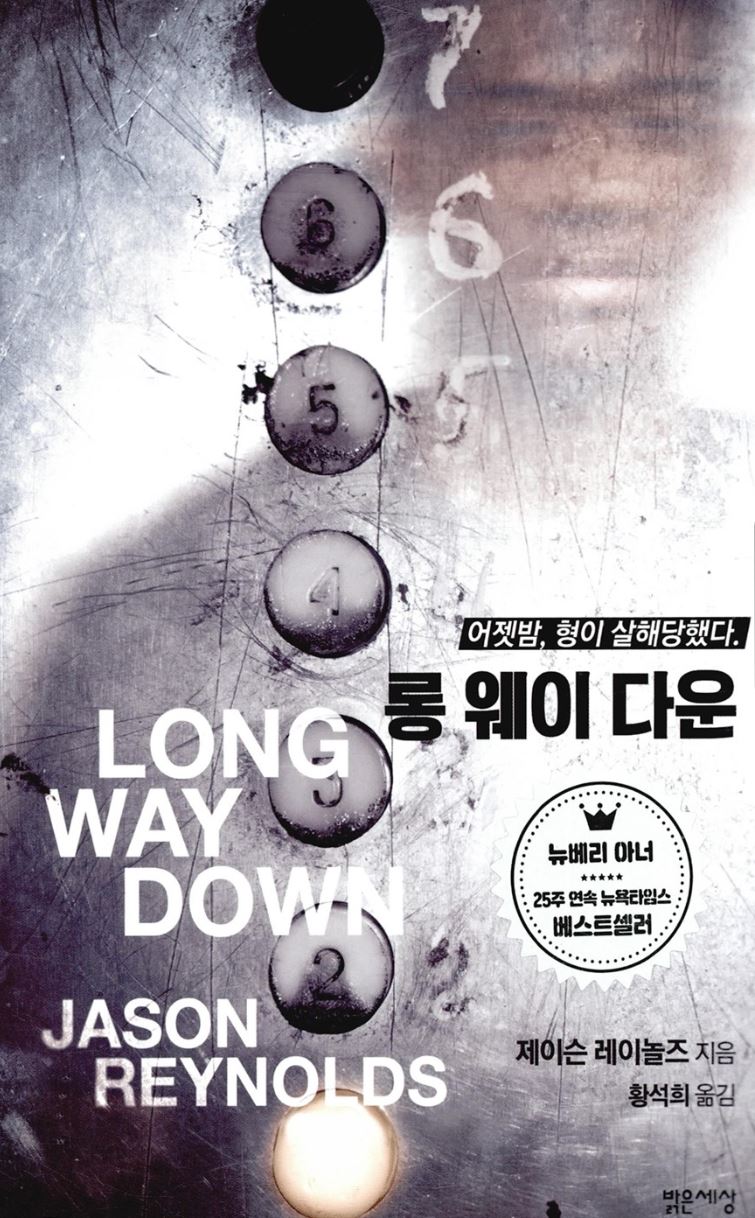 7
6
6
5
5
4
4
어젯밤, 형이 살해당했다.
롱 웨이 다운
LONG
WAY
DOWN
3
뉴베리 아너
25주 연속 뉴욕타임스
베스트셀러
2
2
JASON
REYNOLDS
제이슨 레이놀즈 지음
황석희 옮김
밝은세상